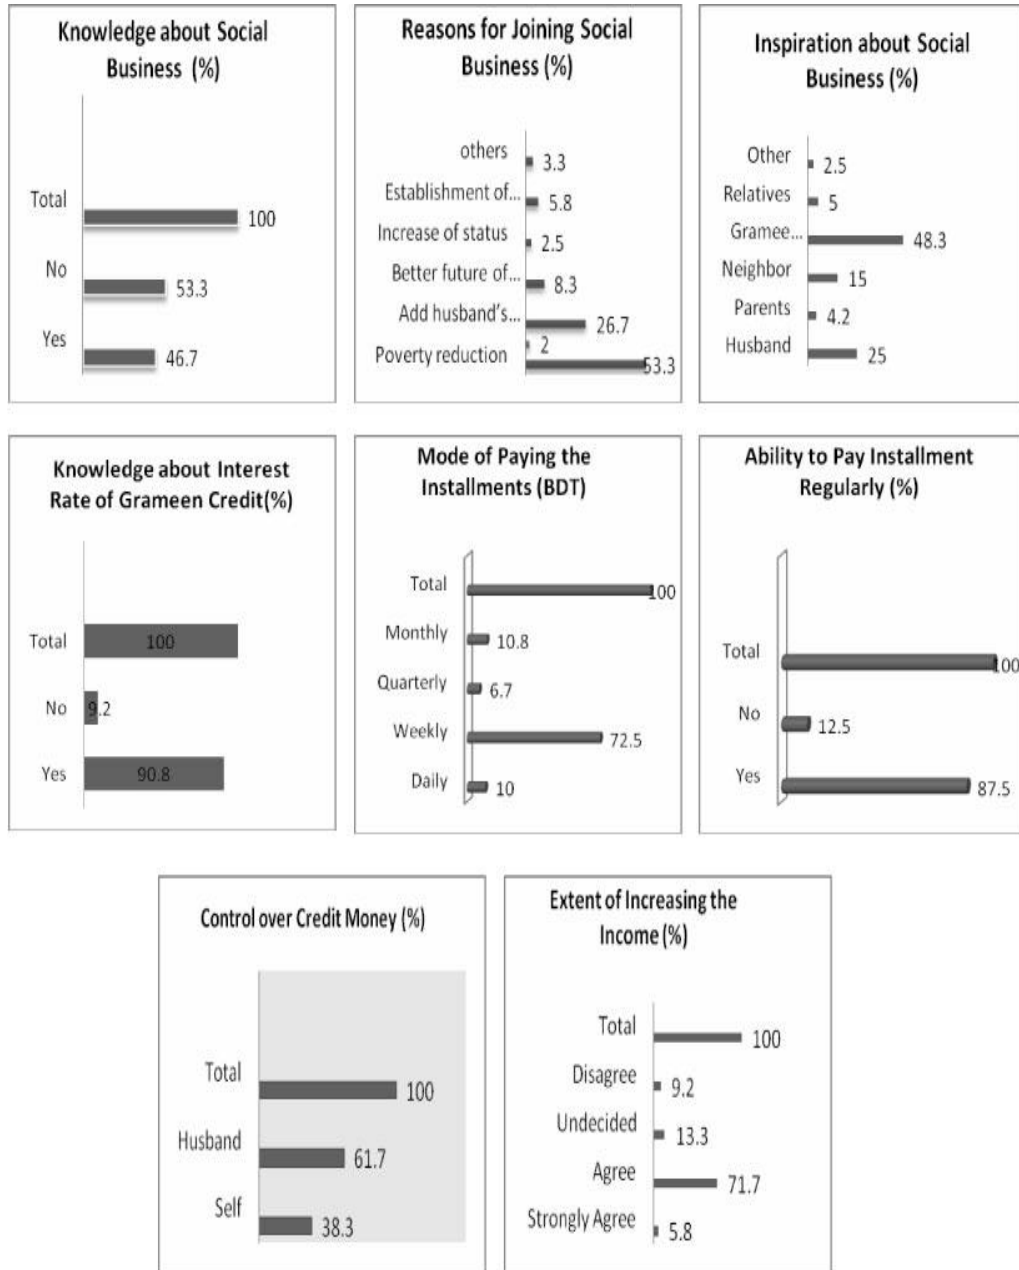 Knowledge about Social
Business (%)
Total
100
No
53.3
Yes
46.7
Reasons for Joining Social
Business (%)
others
3.3
Establishment of...
5.8
Increase of status
2.5
Better future of...
8.3
Add husband's...
26.7
2
Poverty reduction
53.3
Inspiration about Social
Business (%)
Other
2.5
Relatives
5
Gramee...
48.3
Neighbor
15
Parents
4.2
Husband
25
Knowledge about Interest
Rate of Grameen Credit(%)
Total
100
No
9.2
Yes
90.8
Mode of Paying the
Installments (BDT)
Total
100
Monthly
10.8
Quarterly
6.7
Weekly
72.5
Daily
10
Ability to Pay Installment
Regularly (%)
Total
100
No
12.5
Yes
87.5
Control over Credit Money (%)
Total
100
Husband
61.7
Self
38.3
Extent of Increasing the
Income (%)
Total
100
Disagree
9.2
Undecided
13.3
Agree
71.7
Strongly Agree
5.8